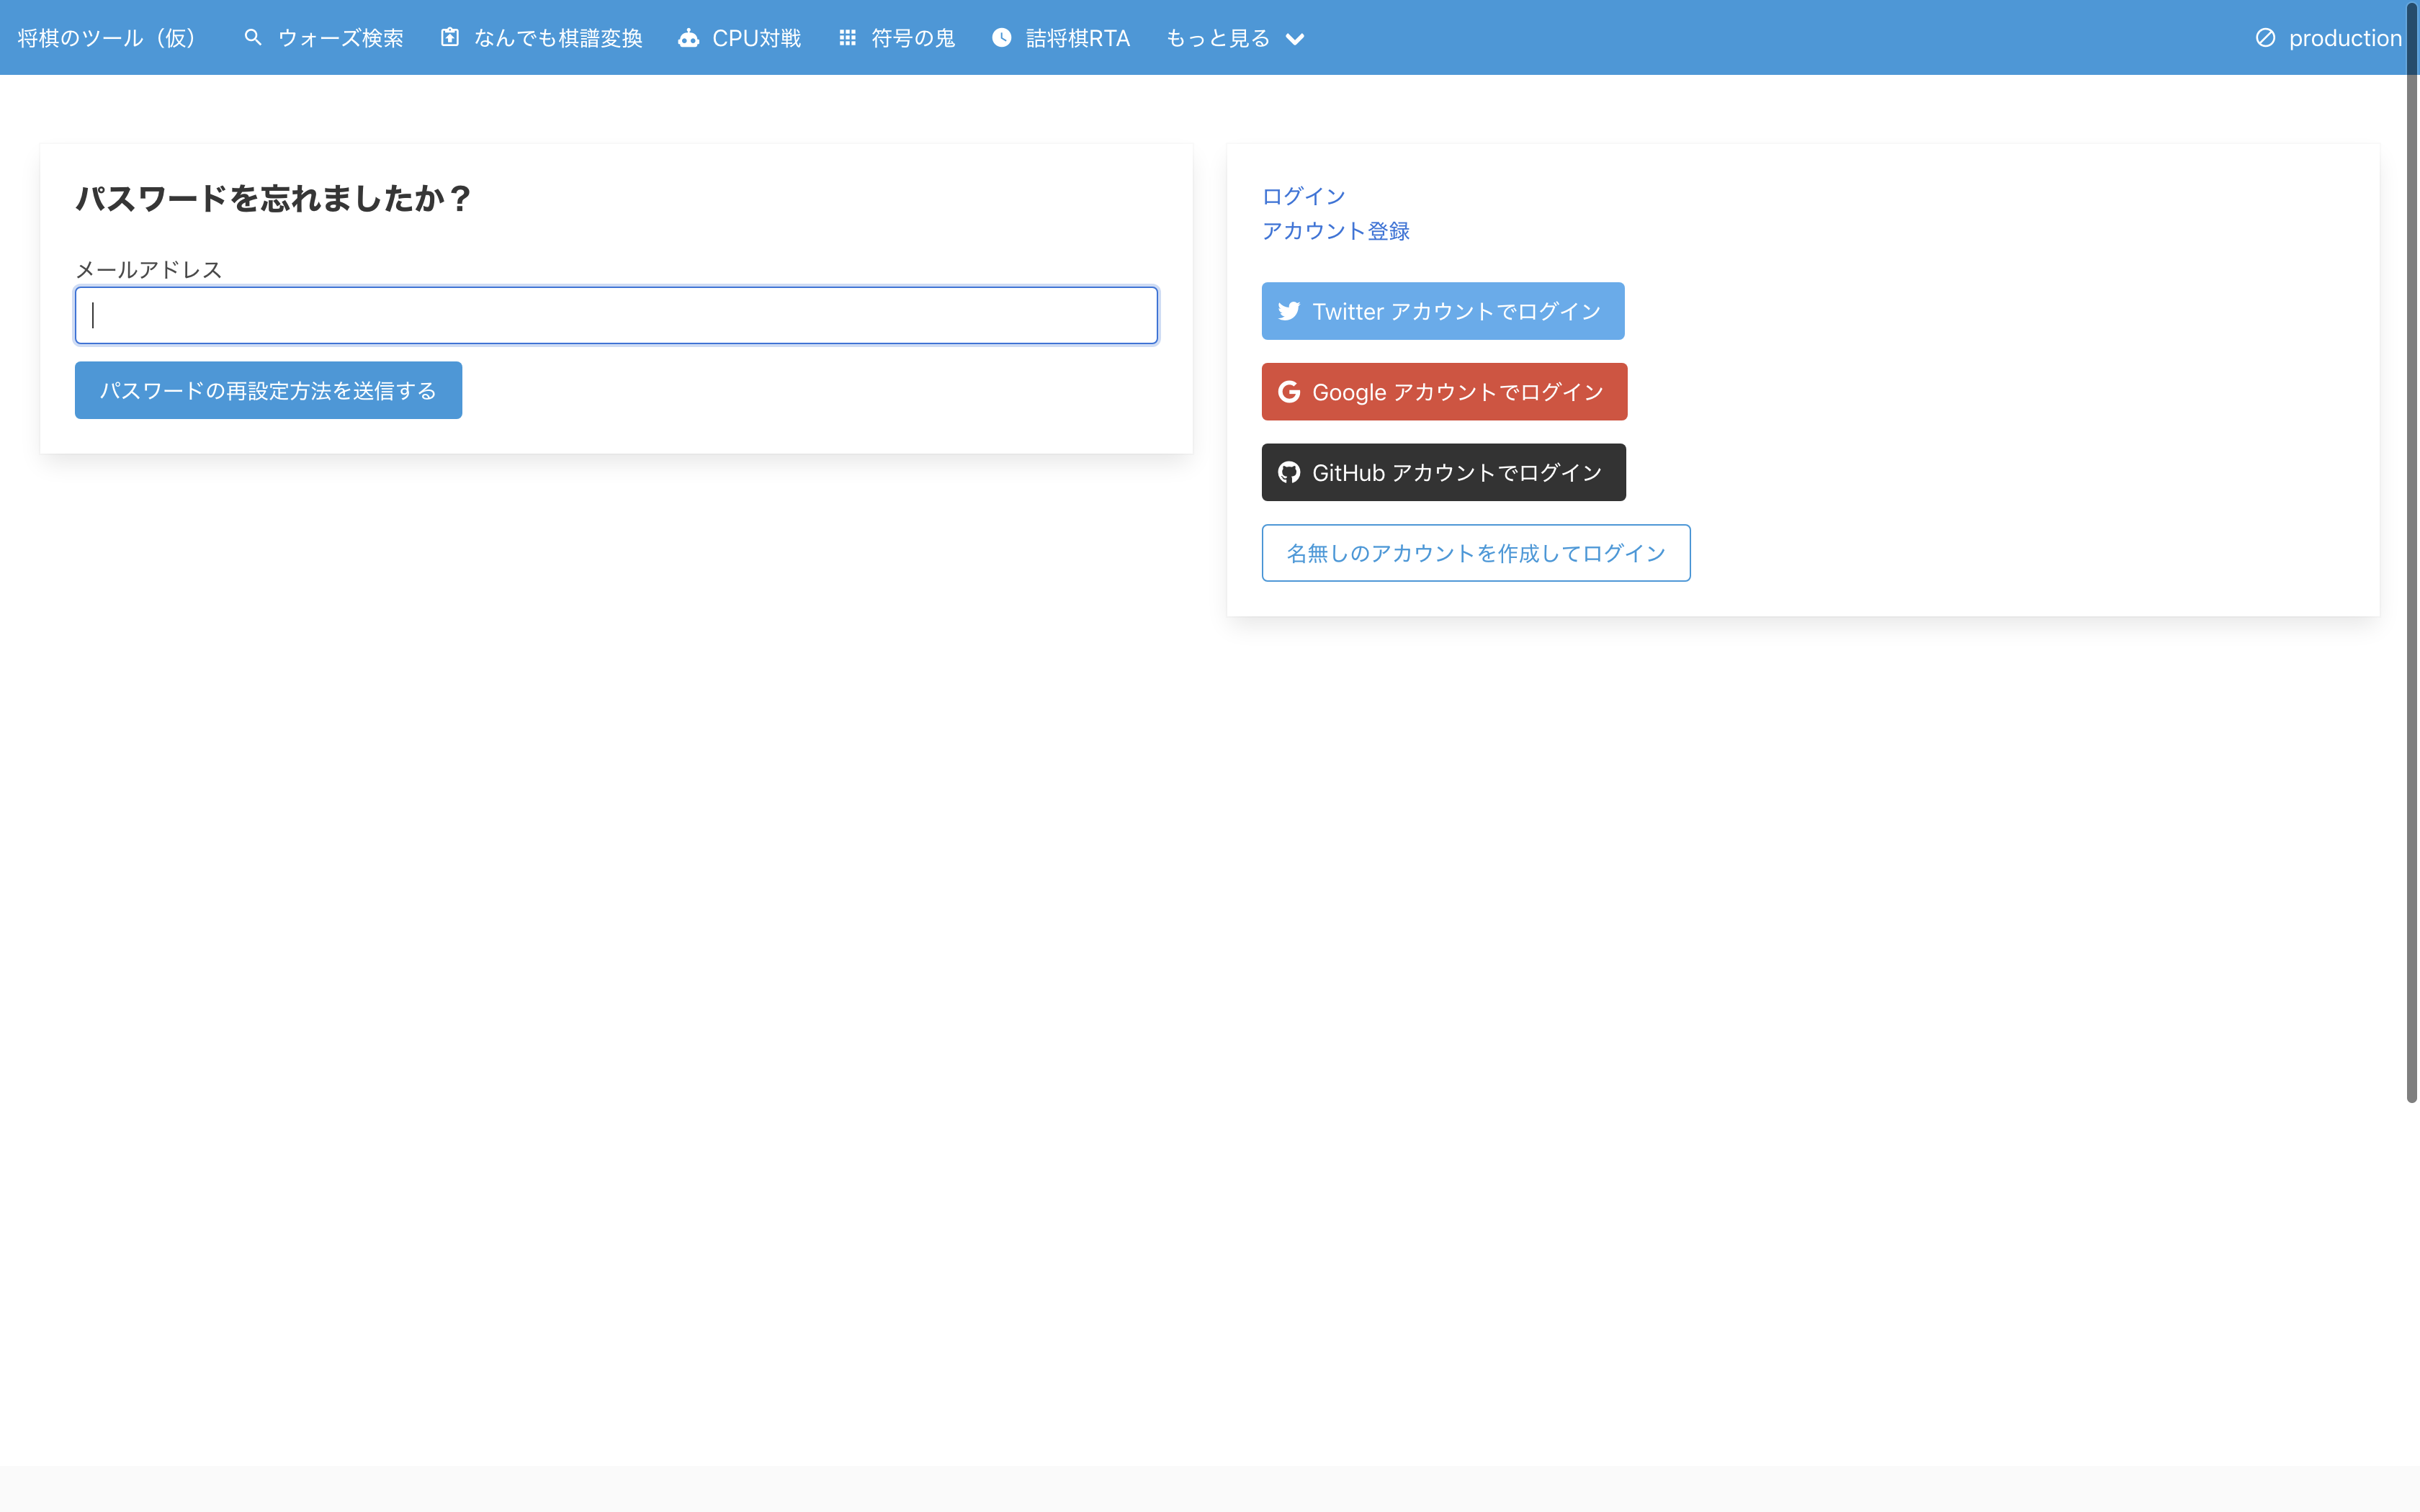 将棋のツール（仮）
ウォーズ検索
なんでも棋譜変換
CPU対戦
符号の鬼
詰将棋RTA
もっと見る
production
パスワードを忘れましたか？
メールアドレス
パスワードの再設定方法を送信する
ログイン
アカウント登録
Twitter アカウントでログイン
Google アカウントでログイン
GitHub アカウントでログイン
名無しのアカウントを作成してログイン